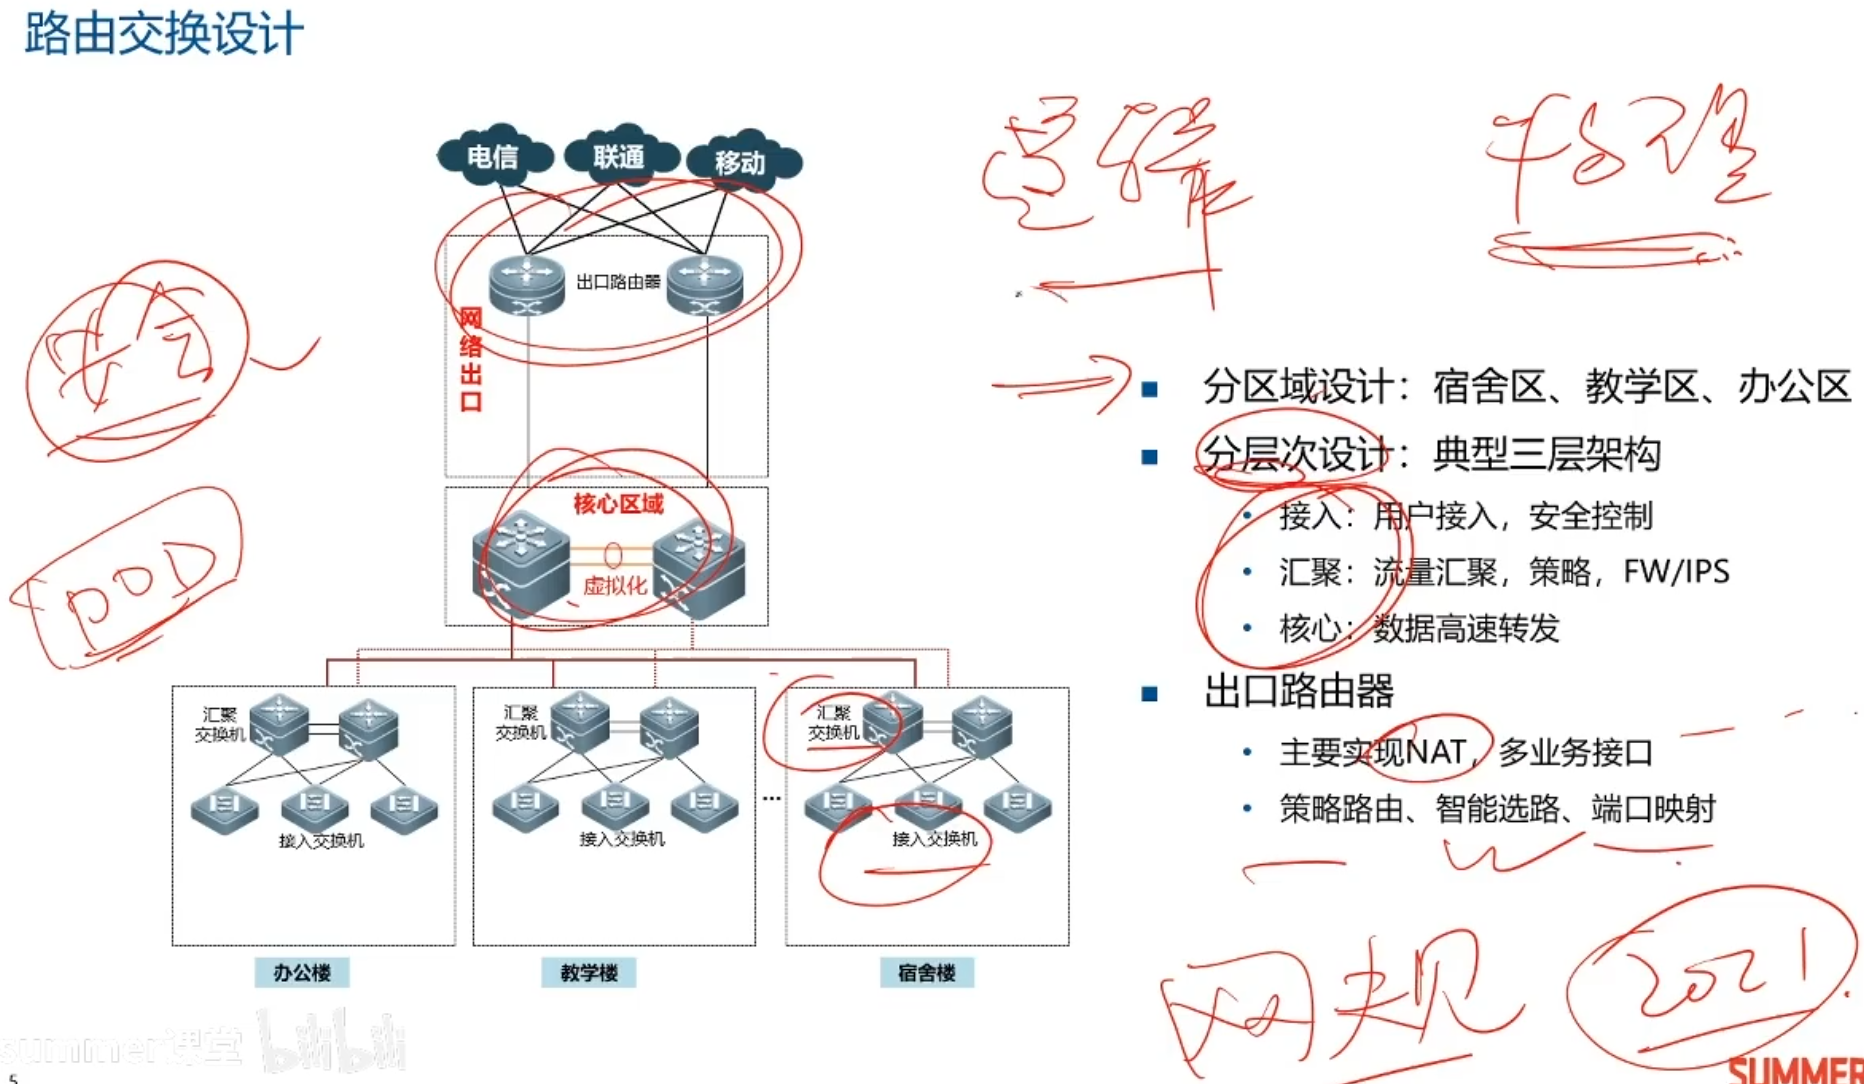 路由交换设计
电信
联通
移动
出口路由器
网络出口
核心区域
虚拟化
汇聚
交换机
接入交换机
办公楼
汇聚
交换机
接入交换机
教学楼
...
汇聚
交换机
接入交换机
宿舍楼
安全
POD
分区域设计：宿舍区、教学区、办公区
分层次设计：典型三层架构
接入：用户接入，安全控制
汇聚：流量汇聚，策略，FW/IPS
核心：数据高速转发
出口路由器
主要实现NAT，多业务接口
策略路由、智能选路、端口映射
网规
2021
summer课堂 bilibili
SUMMER
5